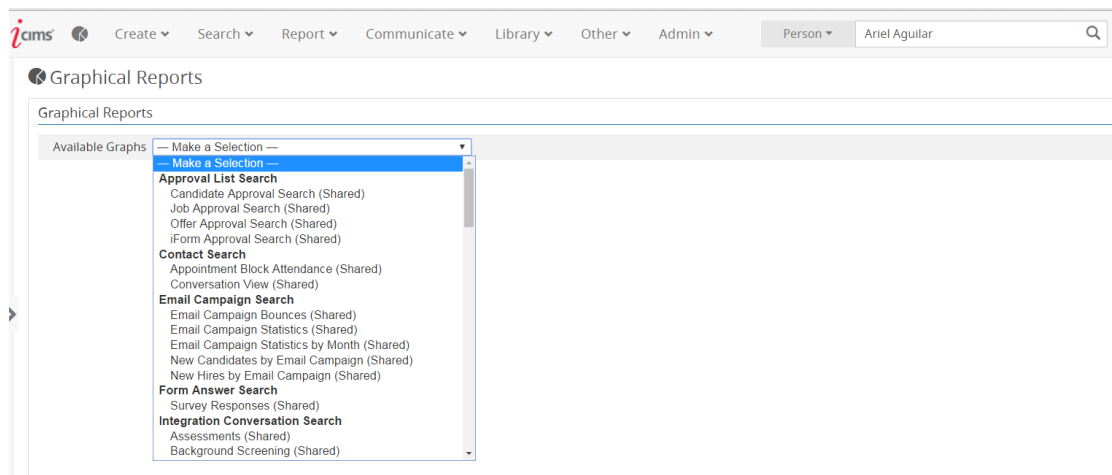 icims Create Search Report Communicate Library Other Admin Person Ariel Aguilar
Graphical Reports
Graphical Reports
Available Graphs — Make a Selection —
— Make a Selection —
Approval List Search
Candidate Approval Search (Shared)
Job Approval Search (Shared)
Offer Approval Search (Shared)
iForm Approval Search (Shared)
Contact Search
Appointment Block Attendance (Shared)
Conversation View (Shared)
Email Campaign Search
Email Campaign Bounces (Shared)
Email Campaign Statistics (Shared)
Email Campaign Statistics by Month (Shared)
New Candidates by Email Campaign (Shared)
New Hires by Email Campaign (Shared)
Form Answer Search
Survey Responses (Shared)
Integration Conversation Search
Assessments (Shared)
Background Screening (Shared)